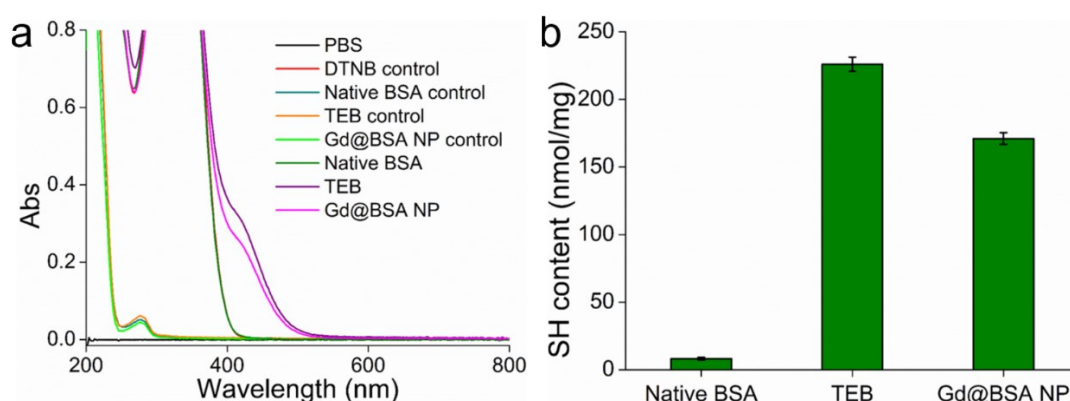 a
0.8
0.6
0.4
0.2
0.0
Abs
200
400
600
800
Wavelength (nm)
PBS
DTNB control
Native BSA control
TEB control
Gd@BSA NP control
Native BSA
TEB
Gd@BSA NP
b
250
200
150
100
50
0
SH content (nmol/mg)
Native BSA
TEB
Gd@BSA NP